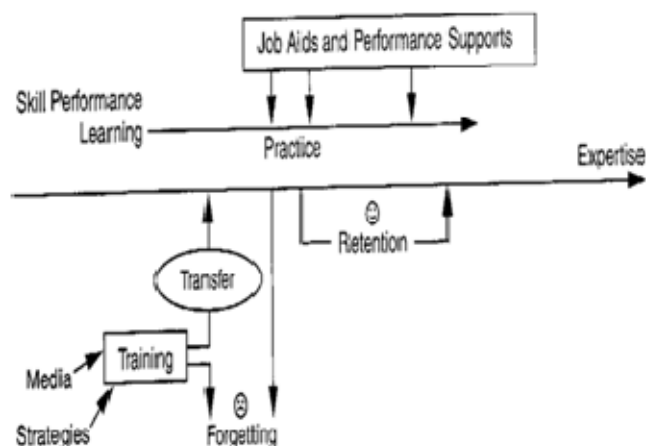 Job Aids and Performance Supports
Skill Performance
Learning
Practice
Expertise
Retention
Transfer
Training
Media
Strategies
Forgetting